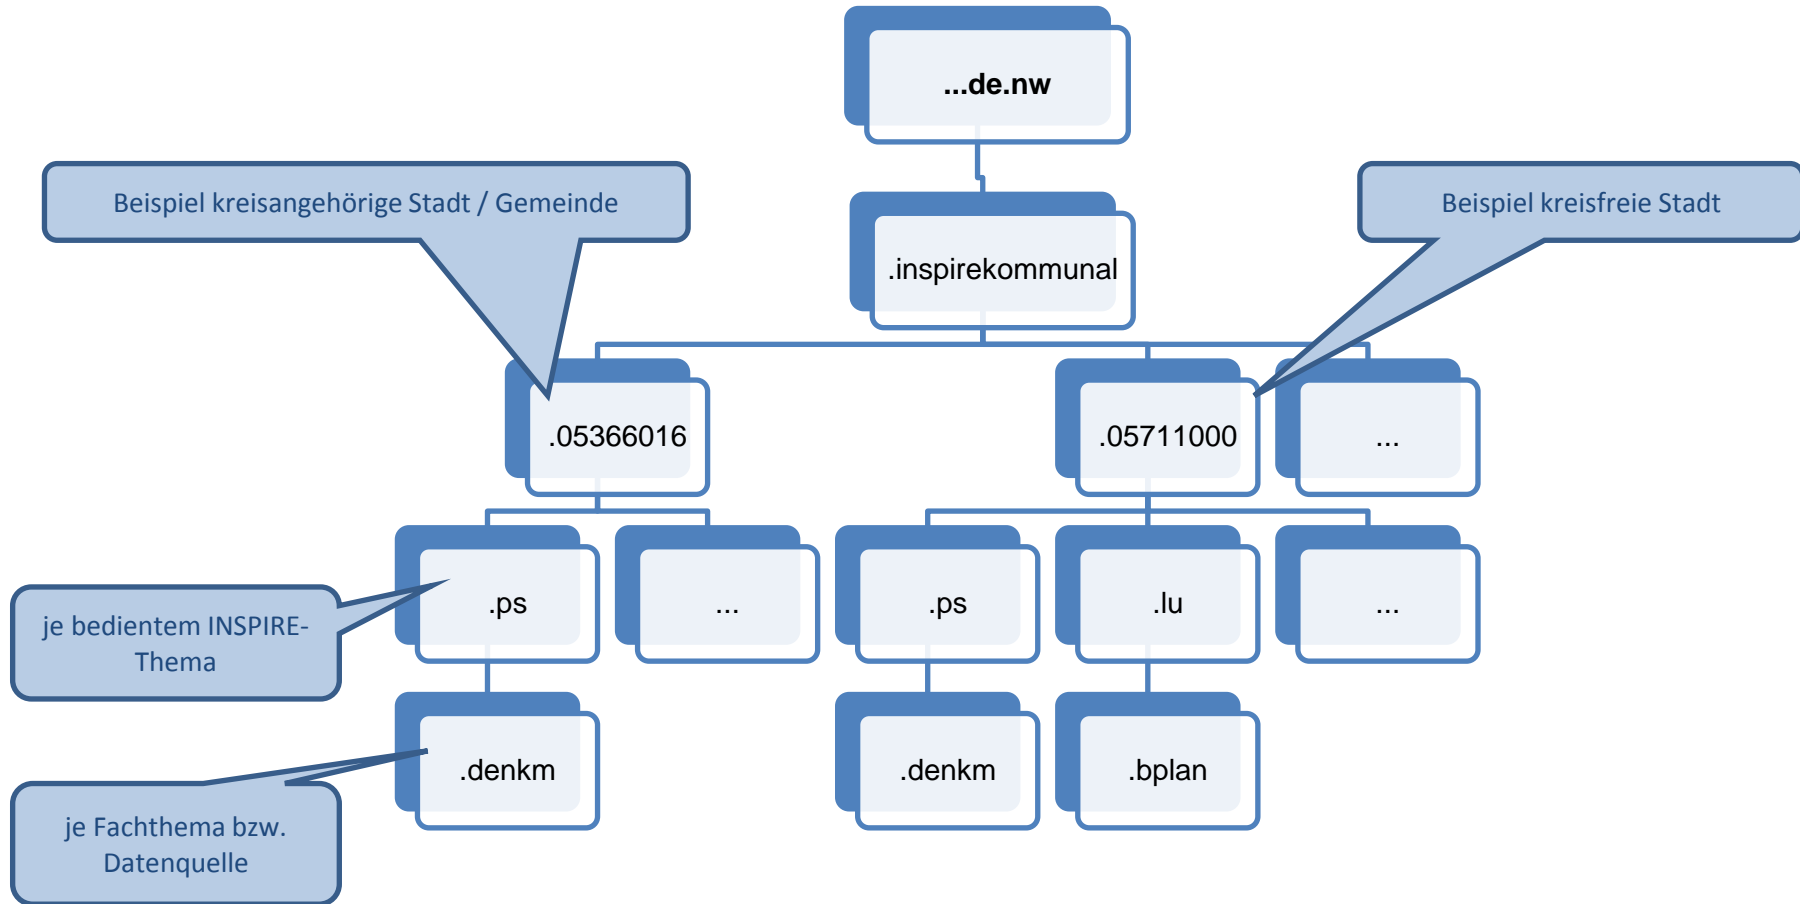 ...de.nw
Beispiel kreisangehörige Stadt / Gemeinde
Beispiel kreisfreie Stadt
.inspirekommunal
.05366016
.05711000
...
je bedientem INSPIRE-
Thema
.ps
...
.ps
.lu
...
je Fachthema bzw.
Datenquelle
.denkm
.denkm
.bplan